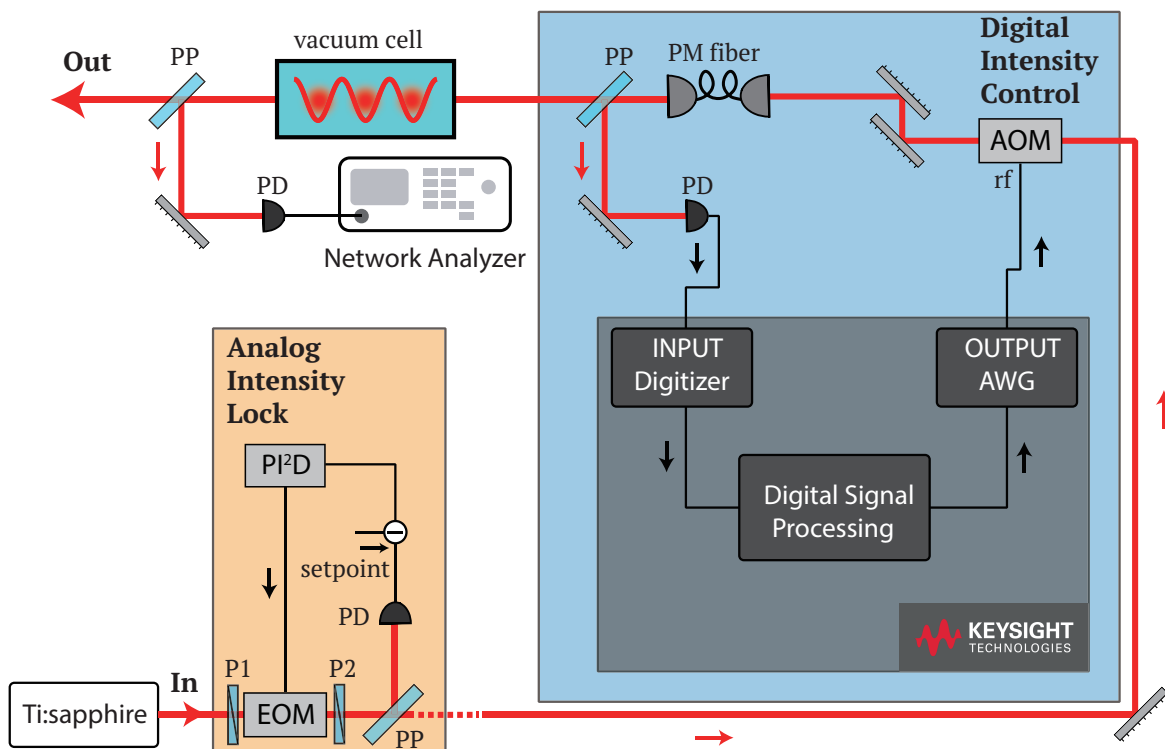 Out
PP
vacuum cell
PP
PM fiber
Digital
Intensity
Control
AOM
rf
PD
Network Analyzer
PD
INPUT
Digitizer
OUTPUT
AWG
Digital Signal
Processing
KEYSIGHT
TECHNOLOGIES
Analog
Intensity
Lock
PI²D
setpoint
PD
P1
P2
In
Ti:sapphire
EOM
PP